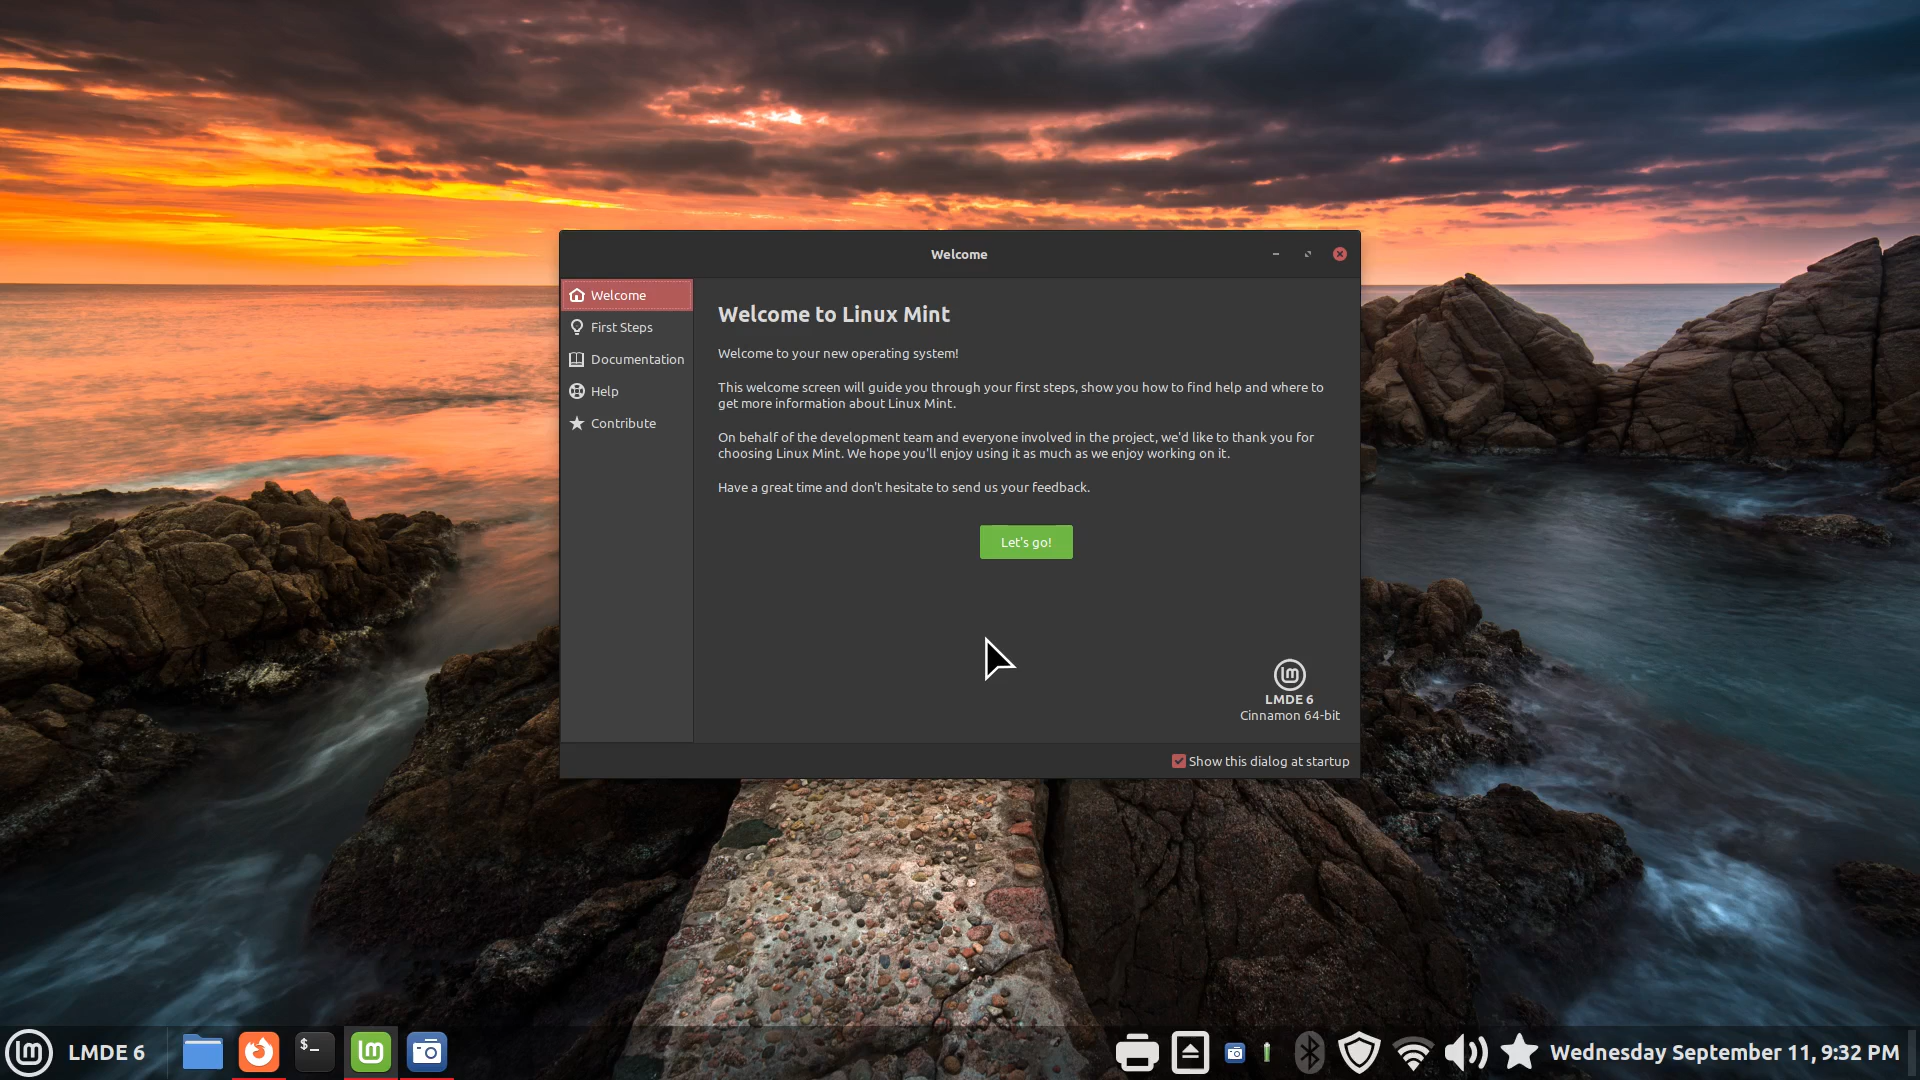 Welcome
Welcome
First Steps
Documentation
Help
Contribute
Welcome to Linux Mint
Welcome to your new operating system!
This welcome screen will guide you through your first steps, show you how to find help and where to
get more information about Linux Mint.
On behalf of the development team and everyone involved in the project, we'd like to thank you for
choosing Linux Mint. We hope you'll enjoy using it as much as we enjoy working on it.
Have a great time and don't hesitate to send us your feedback.
Let's go!
LMDE 6
Cinnamon 64-bit
Show this dialog at startup
LMDE 6
$_
Wednesday September 11, 9:32 PM